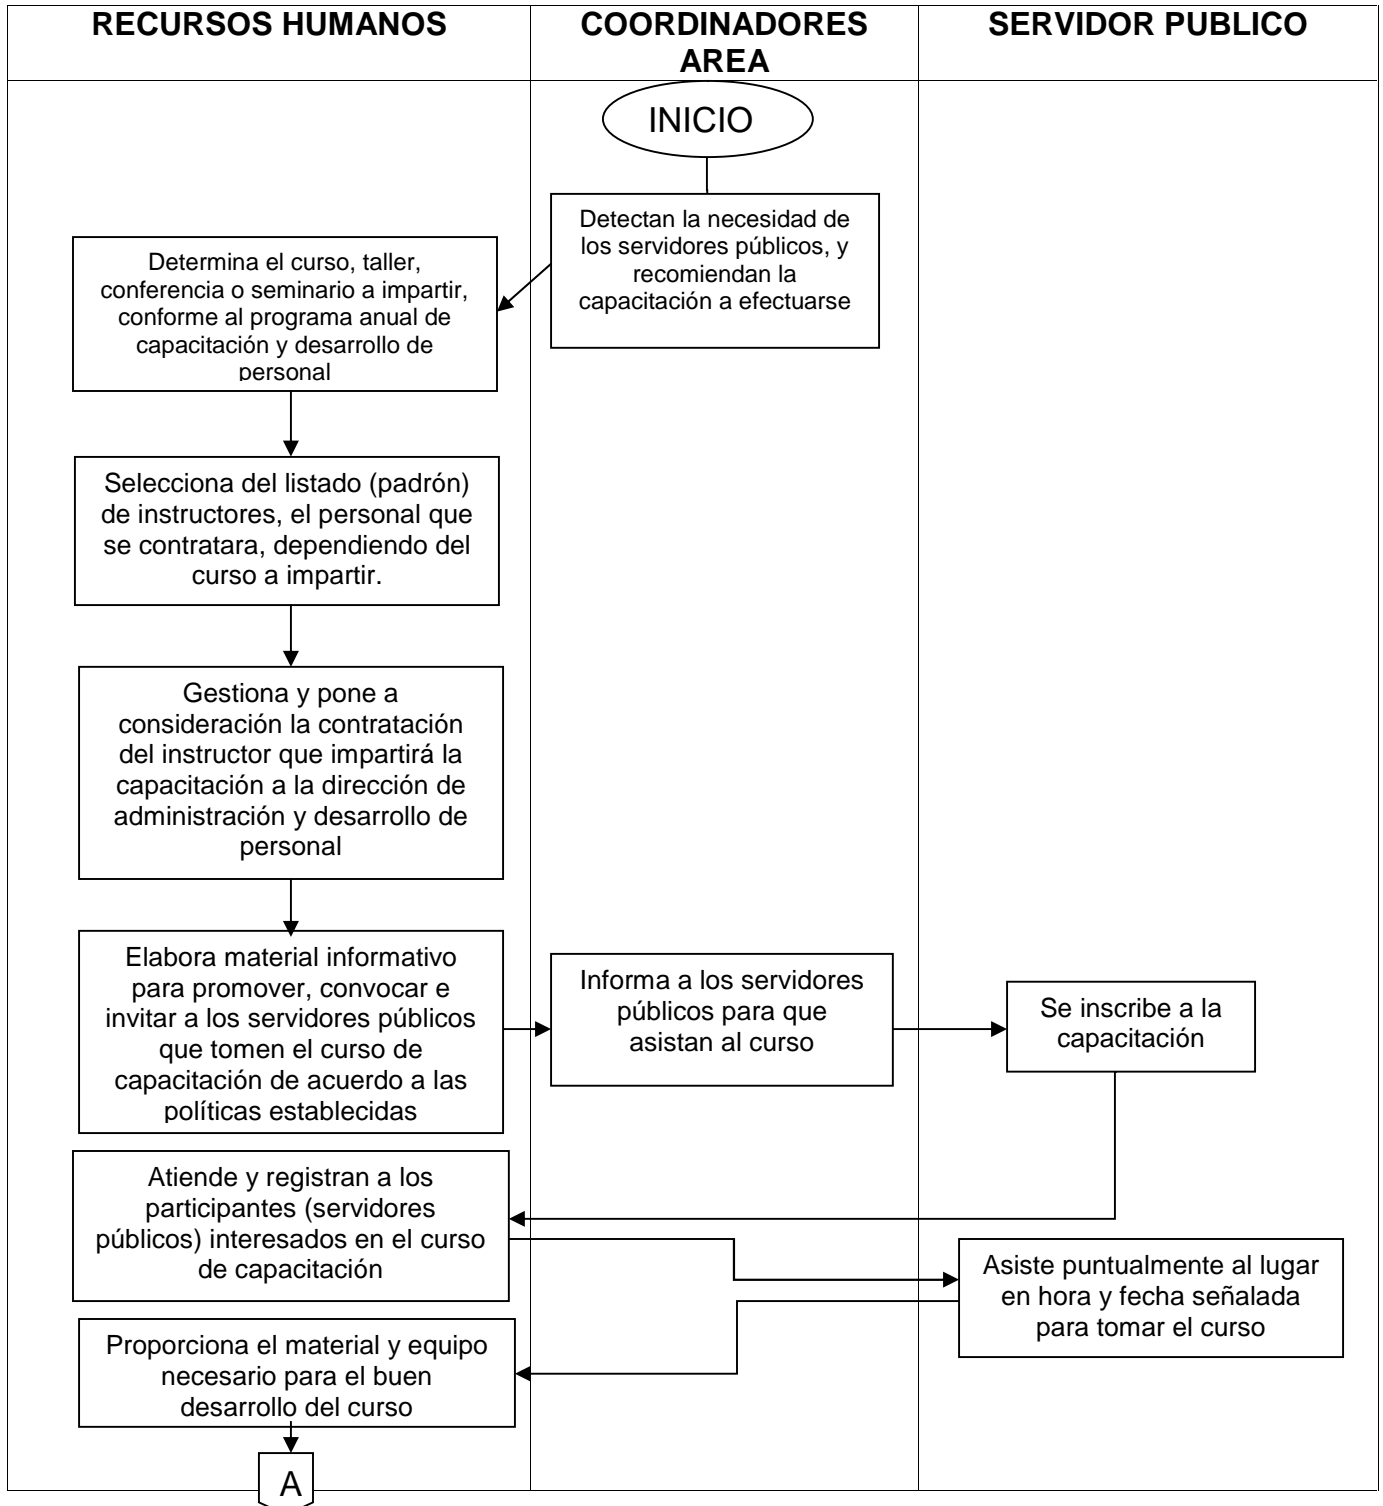 RECURSOS HUMANOS
COORDINADORES
AREA
SERVIDOR PUBLICO
INICIO
Detectan la necesidad de
los servidores públicos, y
recomiendan la
capacitación a efectuarse
Determina el curso, taller,
conferencia o seminario a impartir,
conforme al programa anual de
capacitación y desarrollo de
personal
Selecciona del listado (padrón)
de instructores, el personal que
se contratara, dependiendo del
curso a impartir.
Gestiona y pone a
consideración la contratación
del instructor que impartirá la
capacitación a la dirección de
administración y desarrollo de
personal
Elabora material informativo
para promover, convocar e
invitar a los servidores públicos
que tomen el curso de
capacitación de acuerdo a las
políticas establecidas
Informa a los servidores
públicos para que
asistan al curso
Se inscribe a la
capacitación
Atiende y registran a los
participantes (servidores
públicos) interesados en el curso
de capacitación
Asiste puntualmente al lugar
en hora y fecha señalada
para tomar el curso
Proporciona el material y equipo
necesario para el buen
desarrollo del curso
A